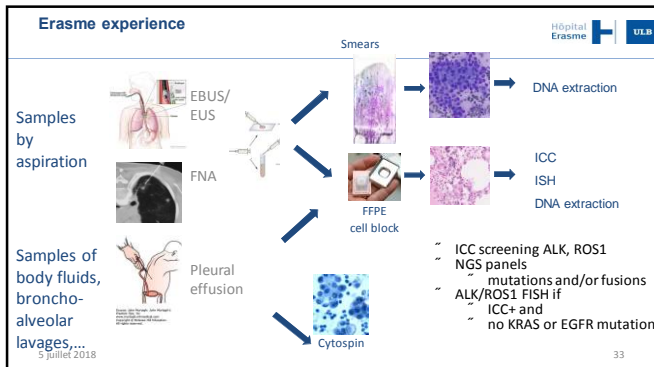 Erasme experience
Hôpital
Erasme
ULB
Smears
EBUS/
EUS
DNA extraction
Samples
by
aspiration
FNA
FFPE
cell block
ICC
ISH
DNA extraction
Samples of
body fluids,
broncho-
alveolar
lavages,...
Pleural
effusion
Cytospin
˝ ICC screening ALK, ROS1
˝ NGS panels
˝ mutations and/or fusions
˝ ALK/ROS1 FISH if
˝ ICC+ and
˝ no KRAS or EGFR mutation
5 juillet 2018
33